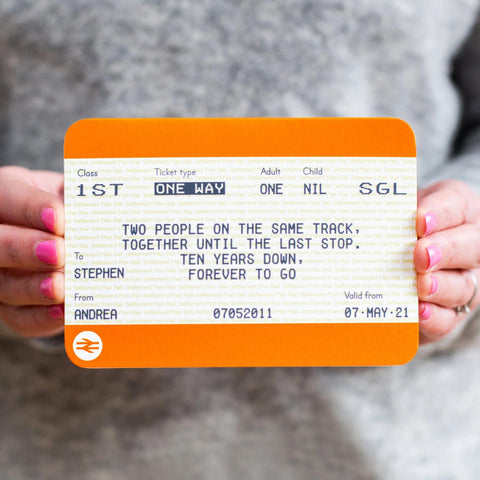 Class Ticket type Adult Child
1ST ONE WAY ONE NIL SGL
TWO PEOPLE ON THE SAME TRACK,
TOGETHER UNTIL THE LAST STOP.
TEN YEARS DOWN,
FOREVER TO GO
To
STEPHEN
From Valid from
ANDREA 07052011 07·MAY·21